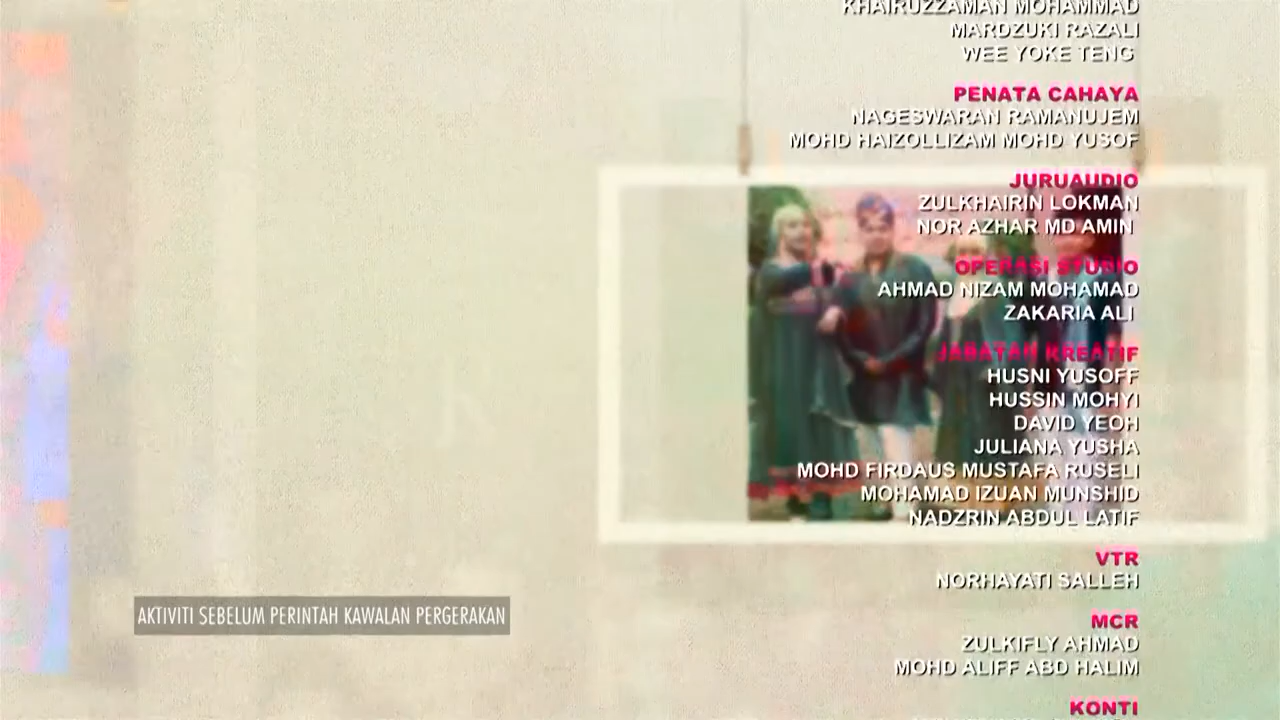 KHAIRUZZAMAN MOHAMMAD
MARDZUKI RAZALI
WEE YOKE TENG
PENATA CAHAYA
NAGESWARAN RAMANUJEM
MOHD HAIZOLLIZAM MOHD YUSOF
JURUAUDIO
ZULKHAIRIN LOKMAN
NOR AZHAR MD AMIN
OPERASI STUDIO
AHMAD NIZAM MOHAMAD
ZAKARIA ALI
JABATAN KREATIF
HUSNI YUSOFF
HUSSIN MOHYI
DAVID YEOH
JULIANA YUSHA
MOHD FIRDAUS MUSTAFA RUSELI
MOHAMAD IZUAN MUNSHID
NADZRIN ABDUL LATIF
VTR
NORHAYATI SALLEH
MCR
ZULKIFLY AHMAD
MOHD ALIFF ABD HALIM
KONTI
AKTIVITI SEBELUM PERINTAH KAWALAN PERGERAKAN